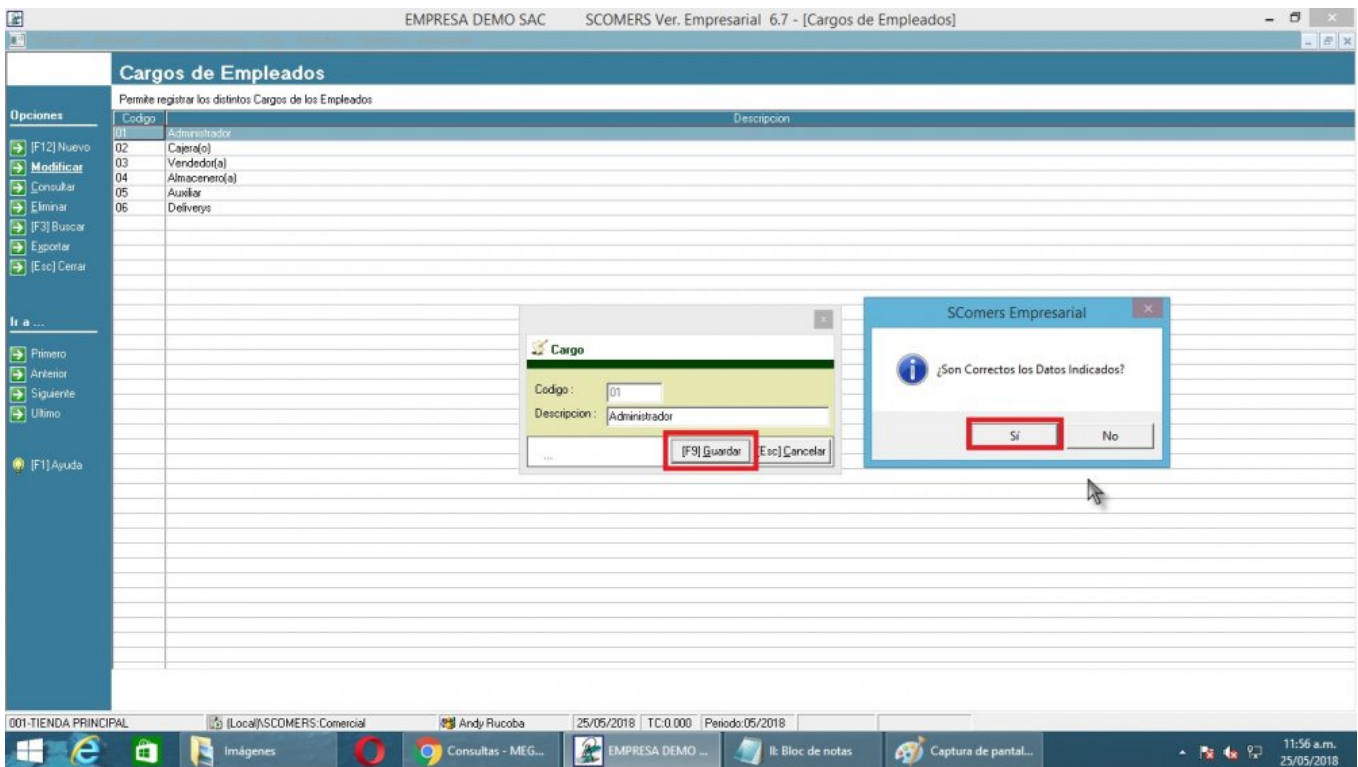 EMPRESA DEMO SAC SCOMERS Ver. Empresarial 6.7 - [Cargos de Empleados]
Cargos de Empleados
Permite registrar los distintos Cargos de los Empleados
Opciones
[F12] Nuevo
Modificar
Consultar
Eliminar
[F3] Buscar
Exportar
[Esc] Cerrar
Ir a ...
Primero
Anterior
Siguiente
Ultimo
[F1] Ayuda
Codigo Descripcion
01 Administrador
02 Cajera(o)
03 Vendedor(a)
04 Almacenero(a)
05 Auxiliar
06 Deliverys
Cargo
Codigo : 01
Descripcion : Administrador
... [F9] Guardar [Esc] Cancelar
SComers Empresarial
¿Son Correctos los Datos Indicados?
Sí No
001-TIENDA PRINCIPAL (Local)\SCOMERS:Comercial Andy Rucoba 25/05/2018 TC:0.000 Periodo:05/2018
Imágenes Consultas - MEG... EMPRESA DEMO ... II: Bloc de notas Captura de pantal... 11:56 a.m.
25/05/2018